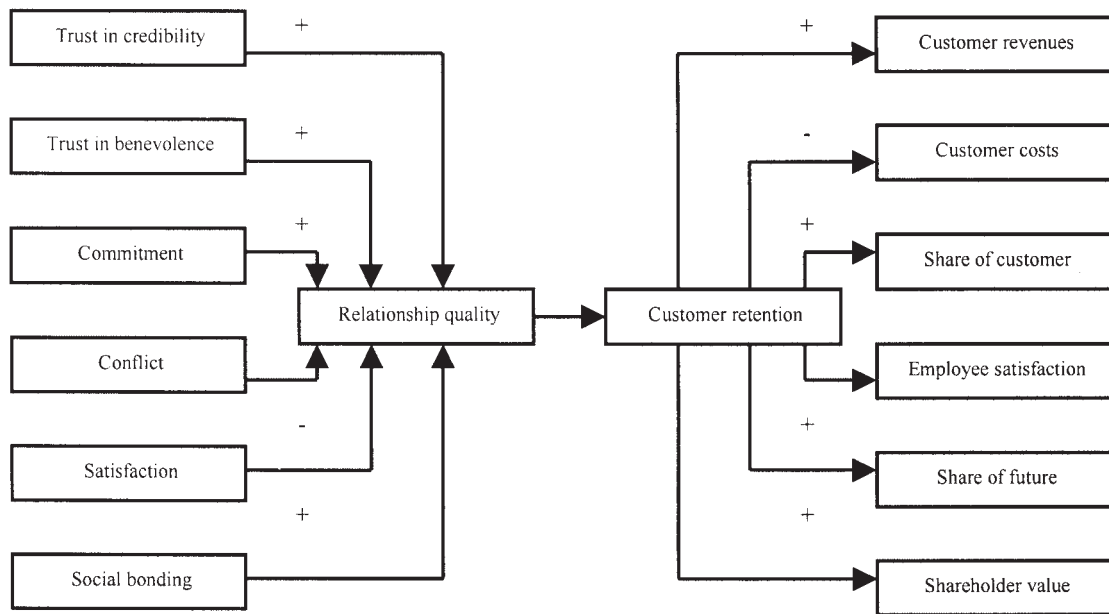 Trust in credibility
+
Trust in benevolence
+
Commitment
+
Conflict
Satisfaction
-
Social bonding
+
Relationship quality
Customer retention
+
Customer revenues
-
Customer costs
+
Share of customer
Employee satisfaction
+
Share of future
+
Shareholder value